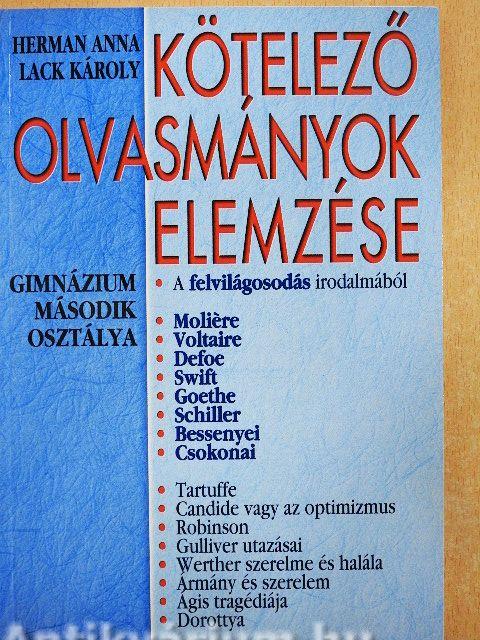 HERMAN ANNA
LACK KÁROLY
KÖTELEZŐ
OLVASMÁNYOK
ELEMZÉSE
GIMNÁZIUM
MÁSODIK
OSZTÁLYA
• A felvilágosodás irodalmából
• Molière
• Voltaire
• Defoe
• Swift
• Goethe
• Schiller
• Bessenyei
• Csokonai
• Tartuffe
• Candide vagy az optimizmus
• Robinson
• Gulliver utazásai
• Werther szerelme és halála
• Ármány és szerelem
• Ágis tragédiája
• Dorottya